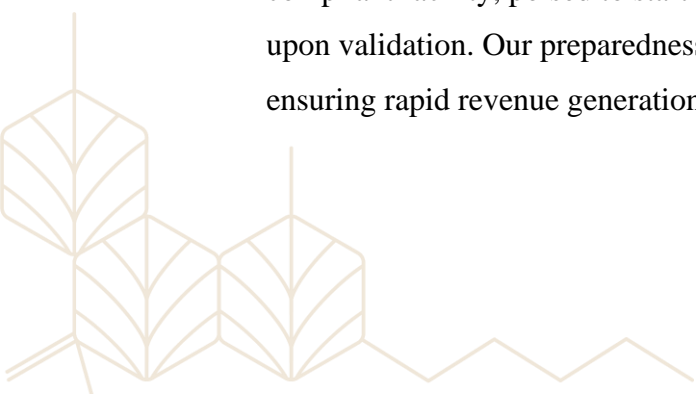 upon validation. Our preparedness
ensuring rapid revenue generation